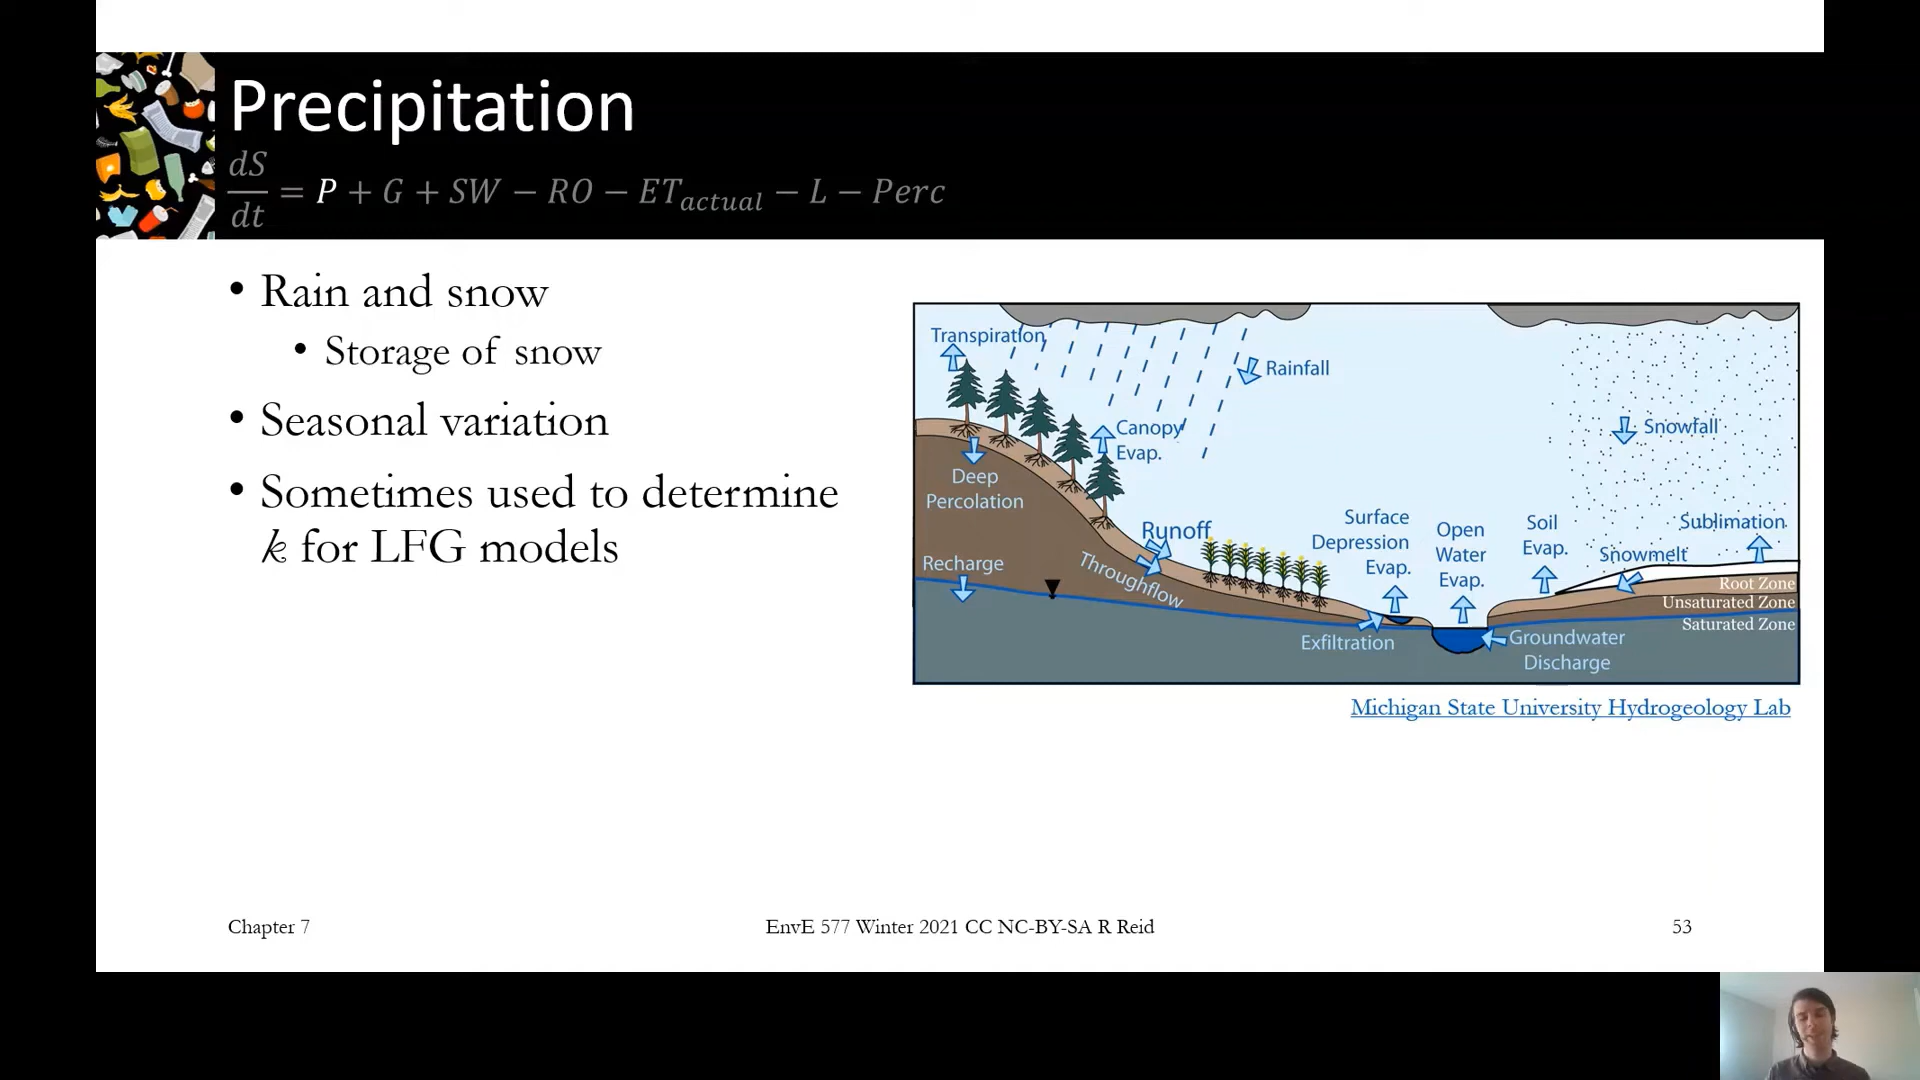 Precipitation
dS/dt = P + G + SW − RO − ET_actual − L − Perc
• Rain and snow
• Storage of snow
• Seasonal variation
• Sometimes used to determine
k for LFG models
Transpiration
Rainfall
Canopy
Evap.
Snowfall
Deep
Percolation
Runoff
Throughflow
Recharge
Surface
Depression
Evap.
Open
Water
Evap.
Soil
Evap.
Sublimation
Snowmelt
Root Zone
Unsaturated Zone
Saturated Zone
Exfiltration
Groundwater
Discharge
Michigan State University Hydrogeology Lab
Chapter 7
EnvE 577 Winter 2021 CC NC-BY-SA R Reid
53